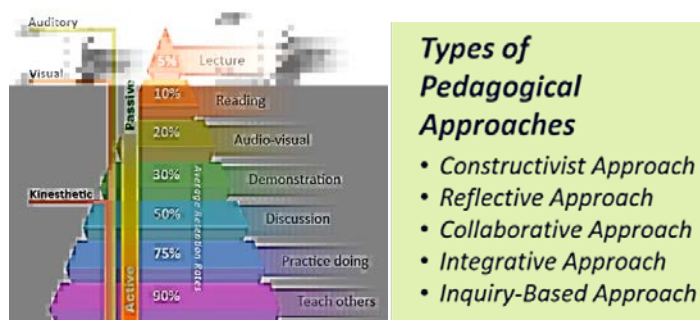 Auditory
Visual
Kinesthetic
Passive
Active
Average Retention Rates
5% Lecture
10% Reading
20% Audio-visual
30% Demonstration
50% Discussion
75% Practice doing
90% Teach others
Types of
Pedagogical
Approaches
• Constructivist Approach
• Reflective Approach
• Collaborative Approach
• Integrative Approach
• Inquiry-Based Approach